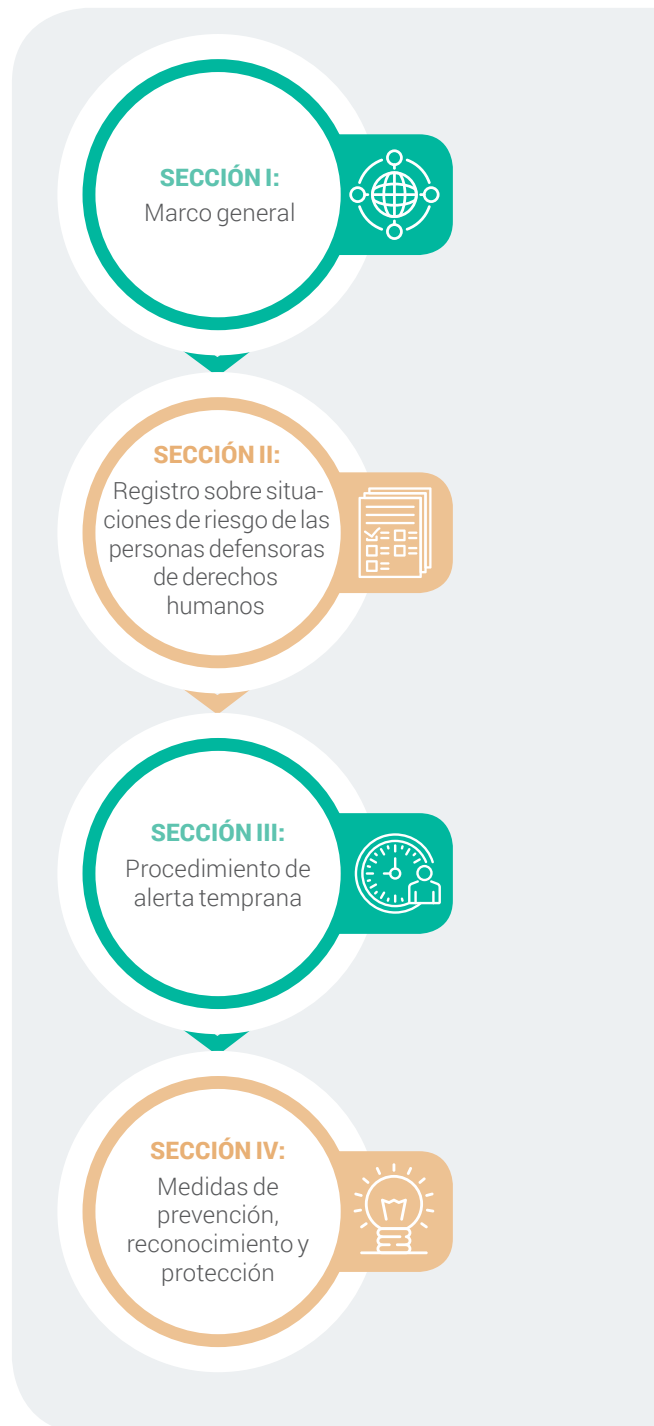 SECCIÓN I:
Marco general
SECCIÓN II:
Registro sobre situa-
ciones de riesgo de las
personas defensoras
de derechos
humanos
SECCIÓN III:
Procedimiento de
alerta temprana
SECCIÓN IV:
Medidas de
prevención,
reconocimiento y
protección